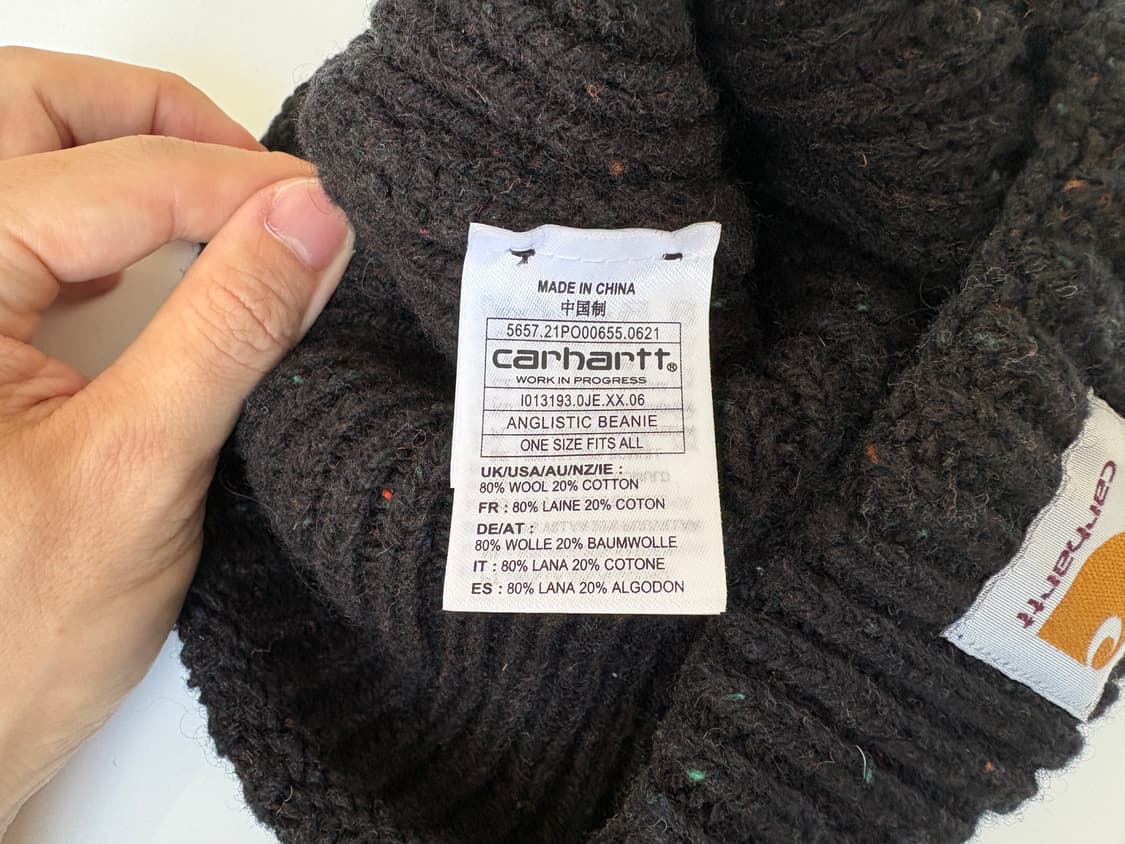 MADE IN CHINA
中国制
5657.21PO00655.0621
carhartt®
WORK IN PROGRESS
I013193.0JE.XX.06
ANGLISTIC BEANIE
ONE SIZE FITS ALL
UK/USA/AU/NZ/IE :
80% WOOL 20% COTTON
FR : 80% LAINE 20% COTON
DE/AT :
80% WOLLE 20% BAUMWOLLE
IT : 80% LANA 20% COTONE
ES : 80% LANA 20% ALGODON
carhartt